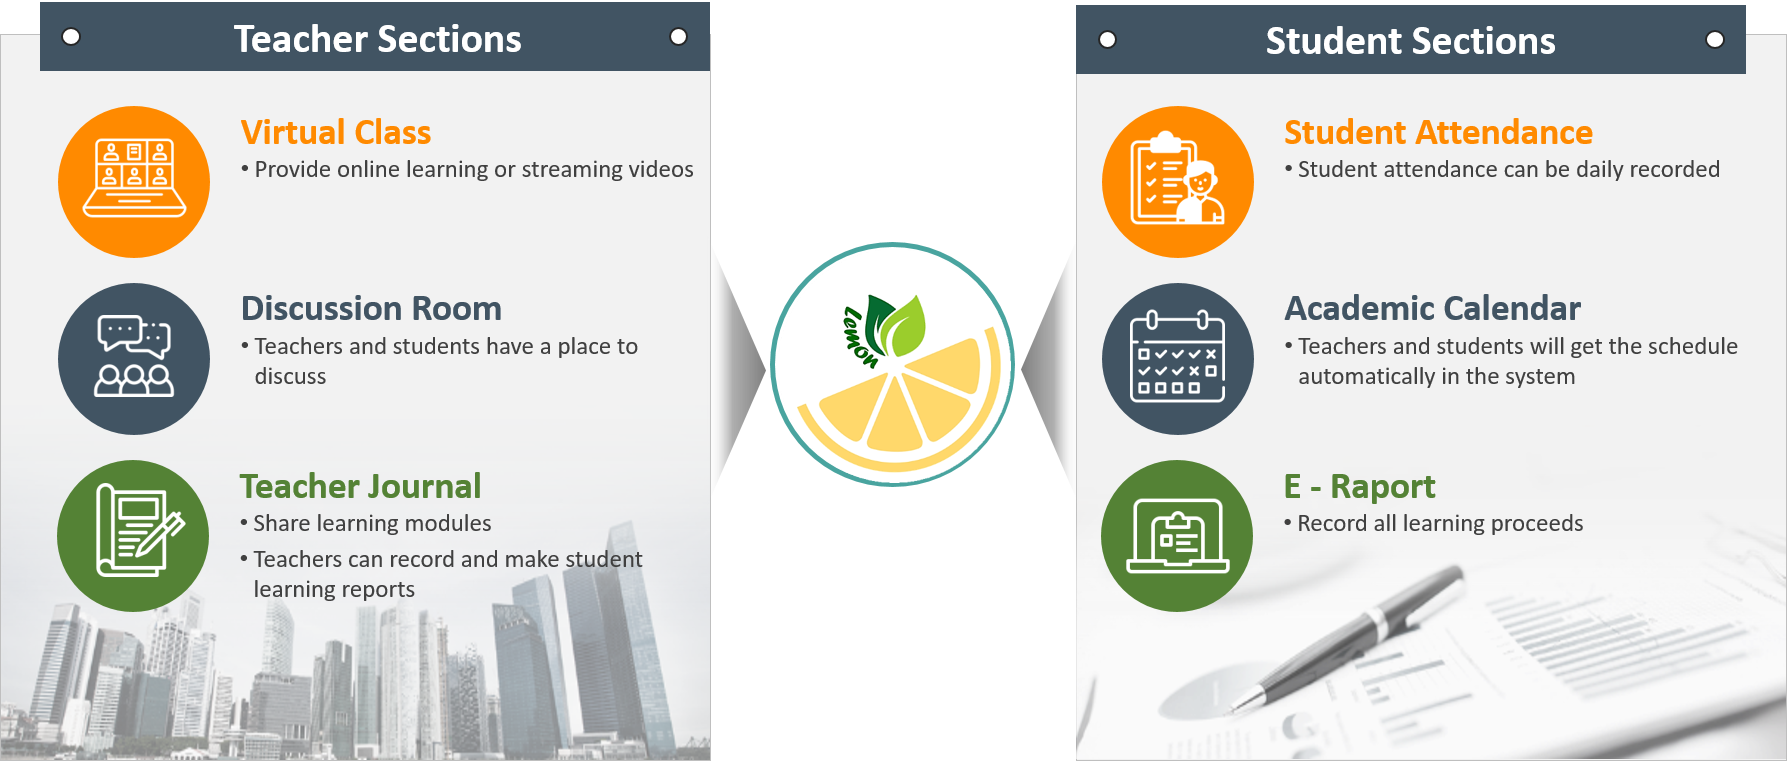 Teacher Sections
Virtual Class
• Provide online learning or streaming videos
Discussion Room
• Teachers and students have a place to
discuss
Teacher Journal
• Share learning modules
• Teachers can record and make student
learning reports
Lemon
Student Sections
Student Attendance
• Student attendance can be daily recorded
Academic Calendar
• Teachers and students will get the schedule
automatically in the system
E - Raport
• Record all learning proceeds